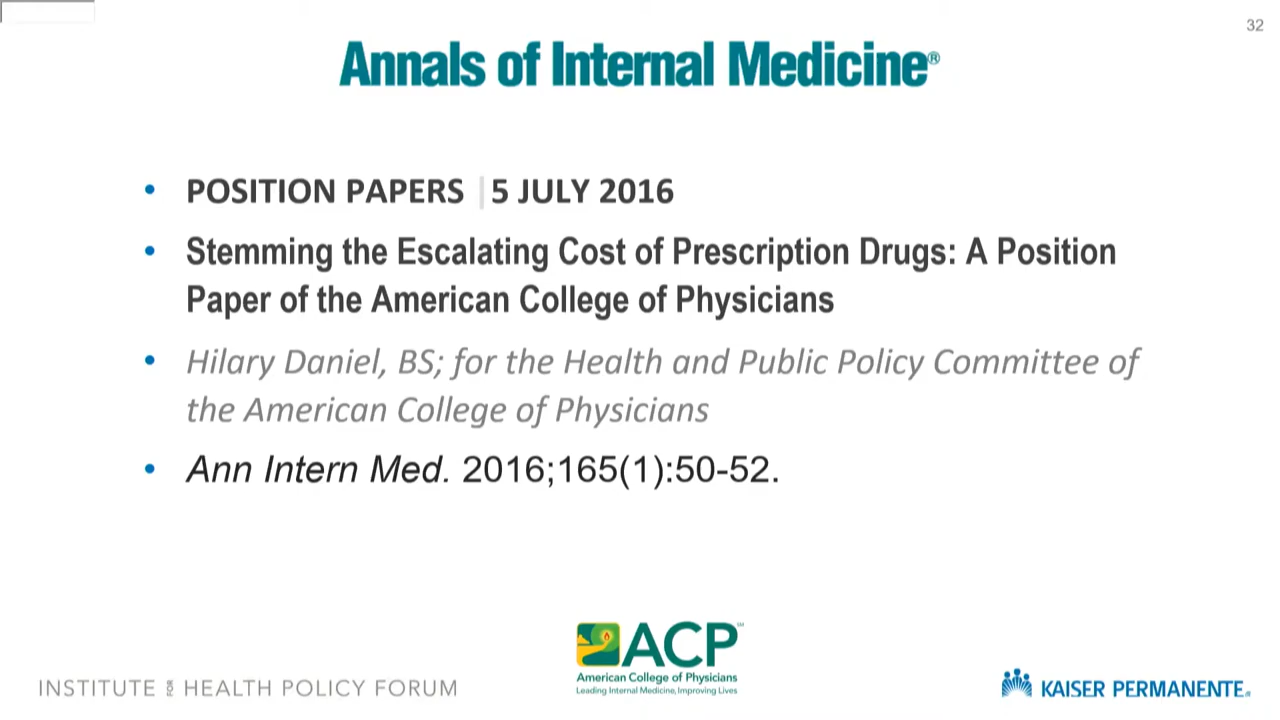 32
Annals of Internal Medicine®
• POSITION PAPERS | 5 JULY 2016
• Stemming the Escalating Cost of Prescription Drugs: A Position
Paper of the American College of Physicians
• Hilary Daniel, BS; for the Health and Public Policy Committee of
the American College of Physicians
• Ann Intern Med. 2016;165(1):50-52.
ACP℠
American College of Physicians
Leading Internal Medicine, Improving Lives
INSTITUTE FOR HEALTH POLICY FORUM
KAISER PERMANENTE®